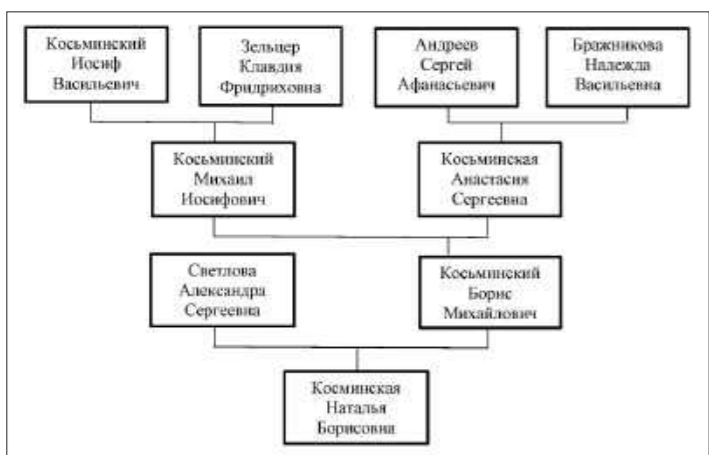 Косьминский
Иосиф
Васильевич
Зельцер
Клавдия
Фридриховна
Андреев
Сергей
Афанасьевич
Бражникова
Надежда
Васильевна
Косьминский
Михаил
Иосифович
Косьминская
Анастасия
Сергеевна
Светлова
Александра
Сергеевна
Косьминский
Борис
Михайлович
Косминская
Наталья
Борисовна